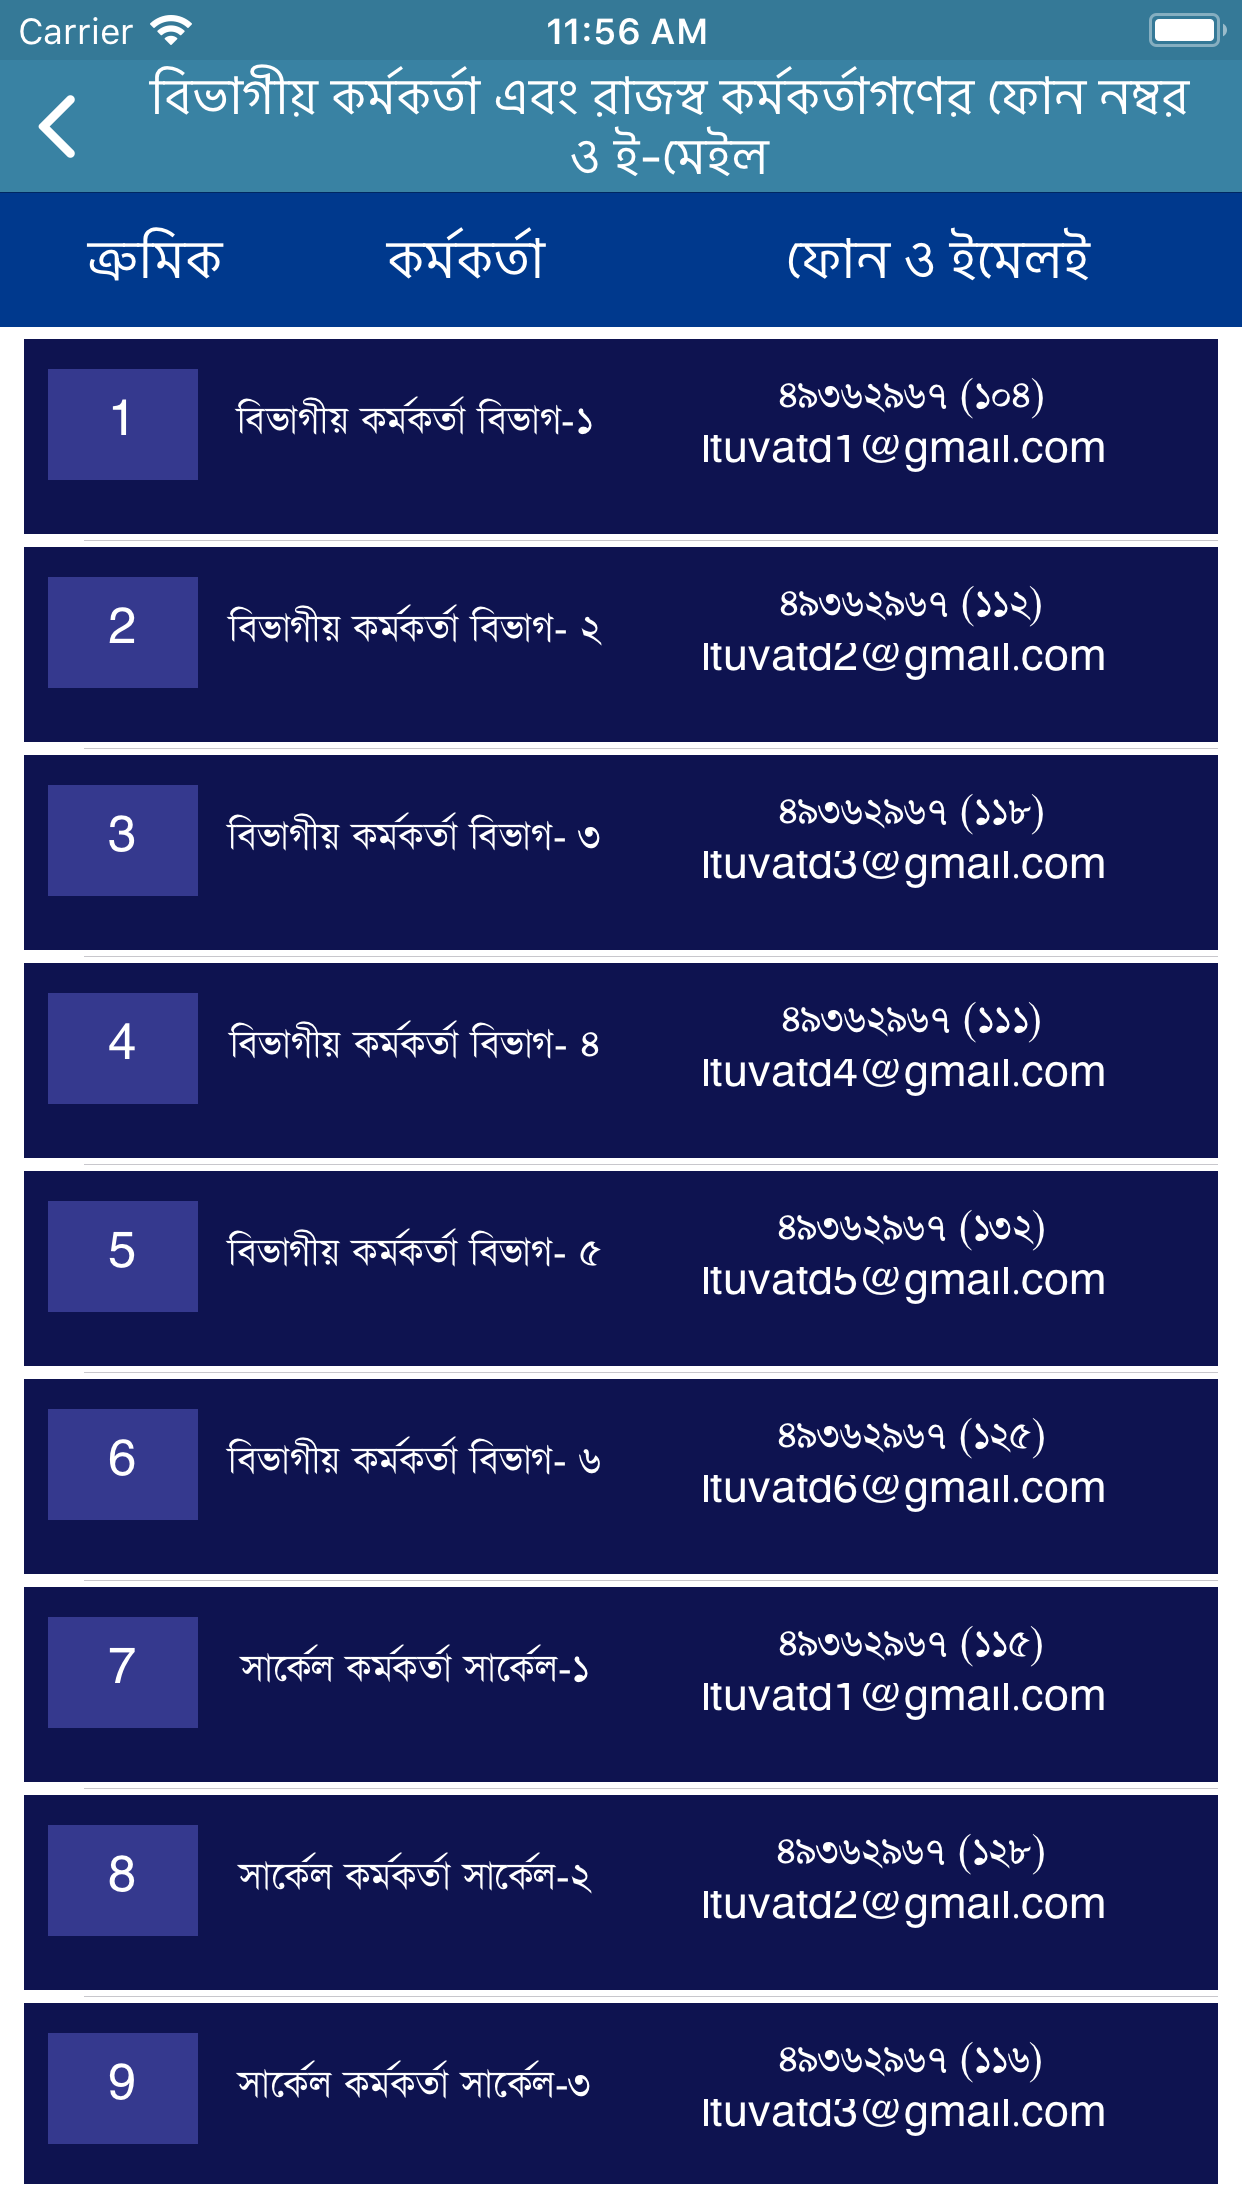 Carrier 11:56 AM
বিভাগীয় কর্মকর্তা এবং রাজস্ব কর্মকর্তাগণের ফোন নম্বর
ও ই-মেইল
ক্রমিক কর্মকর্তা ফোন ও ইমেলই
1 বিভাগীয় কর্মকর্তা বিভাগ-১ ৪৯৩৬২৯৬৭ (১০৪)
ltuvatd1@gmail.com
2 বিভাগীয় কর্মকর্তা বিভাগ- ২ ৪৯৩৬২৯৬৭ (১১২)
ltuvatd2@gmail.com
3 বিভাগীয় কর্মকর্তা বিভাগ- ৩ ৪৯৩৬২৯৬৭ (১১৮)
ltuvatd3@gmail.com
4 বিভাগীয় কর্মকর্তা বিভাগ- ৪ ৪৯৩৬২৯৬৭ (১১১)
ltuvatd4@gmail.com
5 বিভাগীয় কর্মকর্তা বিভাগ- ৫ ৪৯৩৬২৯৬৭ (১৩২)
ltuvatd5@gmail.com
6 বিভাগীয় কর্মকর্তা বিভাগ- ৬ ৪৯৩৬২৯৬৭ (১২৫)
ltuvatd6@gmail.com
7 সার্কেল কর্মকর্তা সার্কেল-১ ৪৯৩৬২৯৬৭ (১১৫)
ltuvatd1@gmail.com
8 সার্কেল কর্মকর্তা সার্কেল-২ ৪৯৩৬২৯৬৭ (১২৮)
ltuvatd2@gmail.com
9 সার্কেল কর্মকর্তা সার্কেল-৩ ৪৯৩৬২৯৬৭ (১১৬)
ltuvatd3@gmail.com